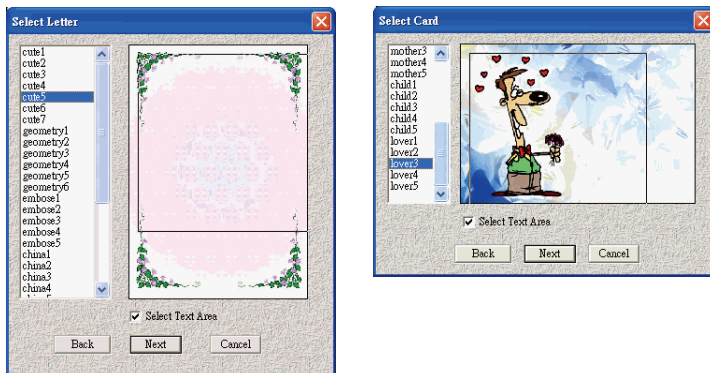 Select Letter
cute1
cute2
cute3
cute4
cute5
cute6
cute7
geometry1
geometry2
geometry3
geometry4
geometry5
geometry6
embose1
embose2
embose3
embose4
embose5
china1
china2
china3
china4
Select Text Area
Back Next Cancel
Select Card
mother3
mother4
mother5
child1
child2
child3
child4
child5
lover1
lover2
lover3
lover4
lover5
Select Text Area
Back Next Cancel